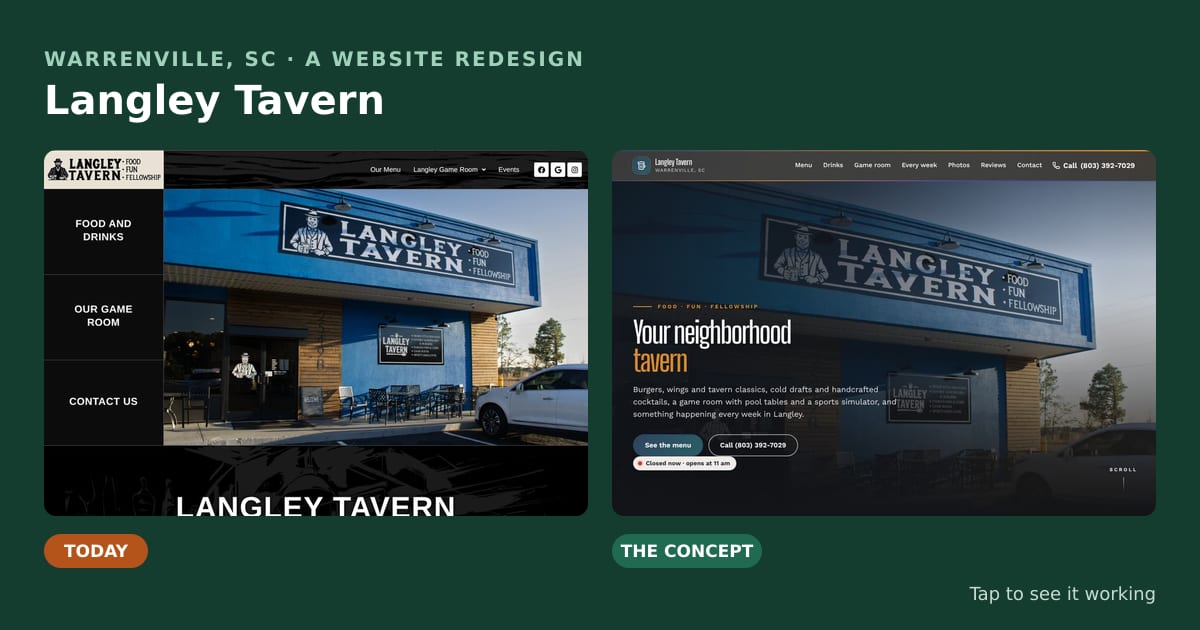 WARRENVILLE, SC · A WEBSITE REDESIGN
Langley Tavern
LANGLEY TAVERN
FOOD
FUN
FELLOWSHIP
Our Menu
Langley Game Room
Events
FOOD AND
DRINKS
OUR GAME
ROOM
CONTACT US
LANGLEY
TAVERN
· FOOD
· FUN
· FELLOWSHIP
LANGLEY
TAVERN
LANGLEY TAVERN
TODAY
Langley Tavern
WARRENVILLE, SC
Menu
Drinks
Game room
Every week
Photos
Reviews
Contact
Call (803) 392-7029
LANGLEY
TAVERN
· FOOD
· FUN
· FELLOWSHIP
FOOD · FUN · FELLOWSHIP
Your neighborhood
tavern
Burgers, wings and tavern classics, cold drafts and handcrafted
cocktails, a game room with pool tables and a sports simulator, and
something happening every week in Langley.
LANGLEY
TAVERN
See the menu
Call (803) 392-7029
Closed now · opens at 11 am
SCROLL
THE CONCEPT
Tap to see it working